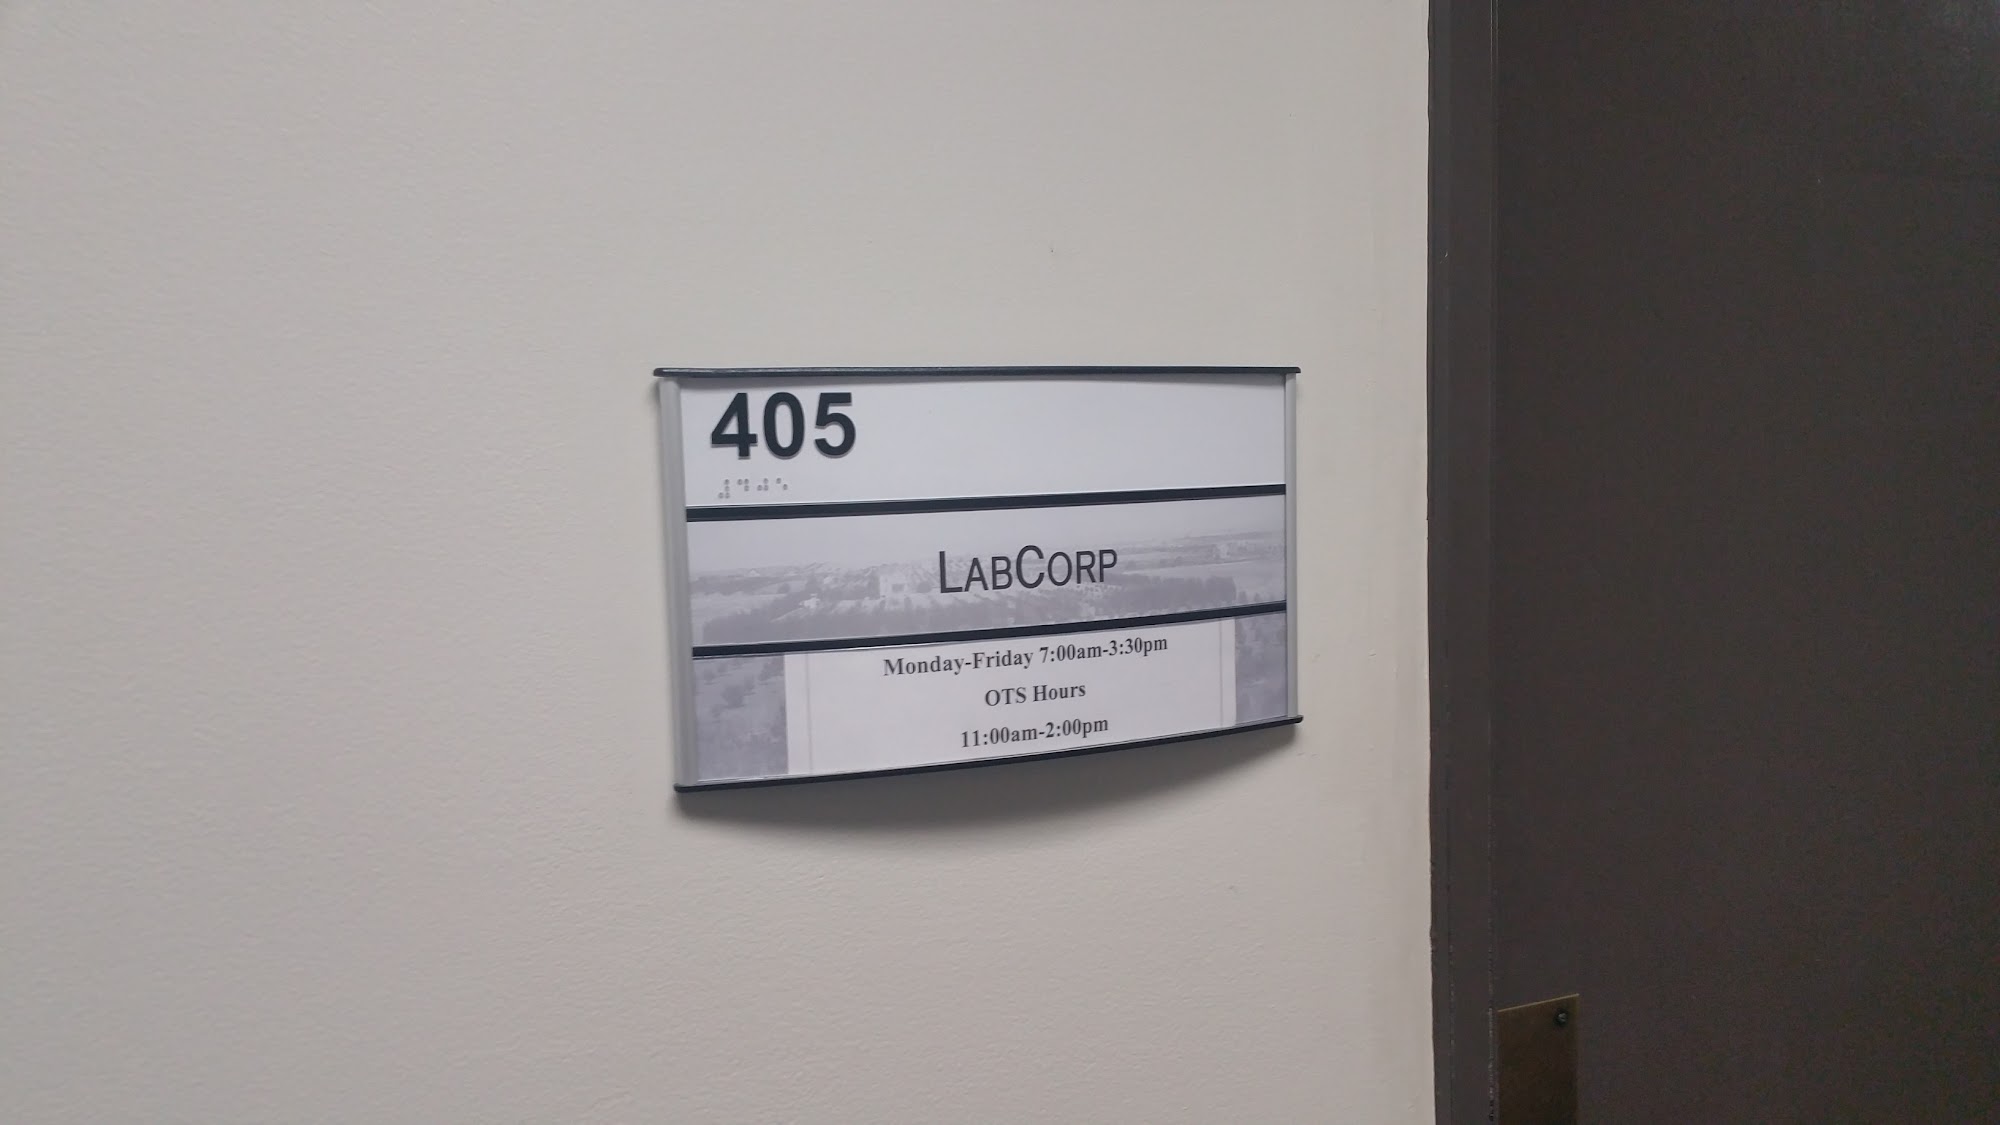 405
⠼⠙⠚⠑
LABCORP
Monday-Friday 7:00am-3:30pm
OTS Hours
11:00am-2:00pm